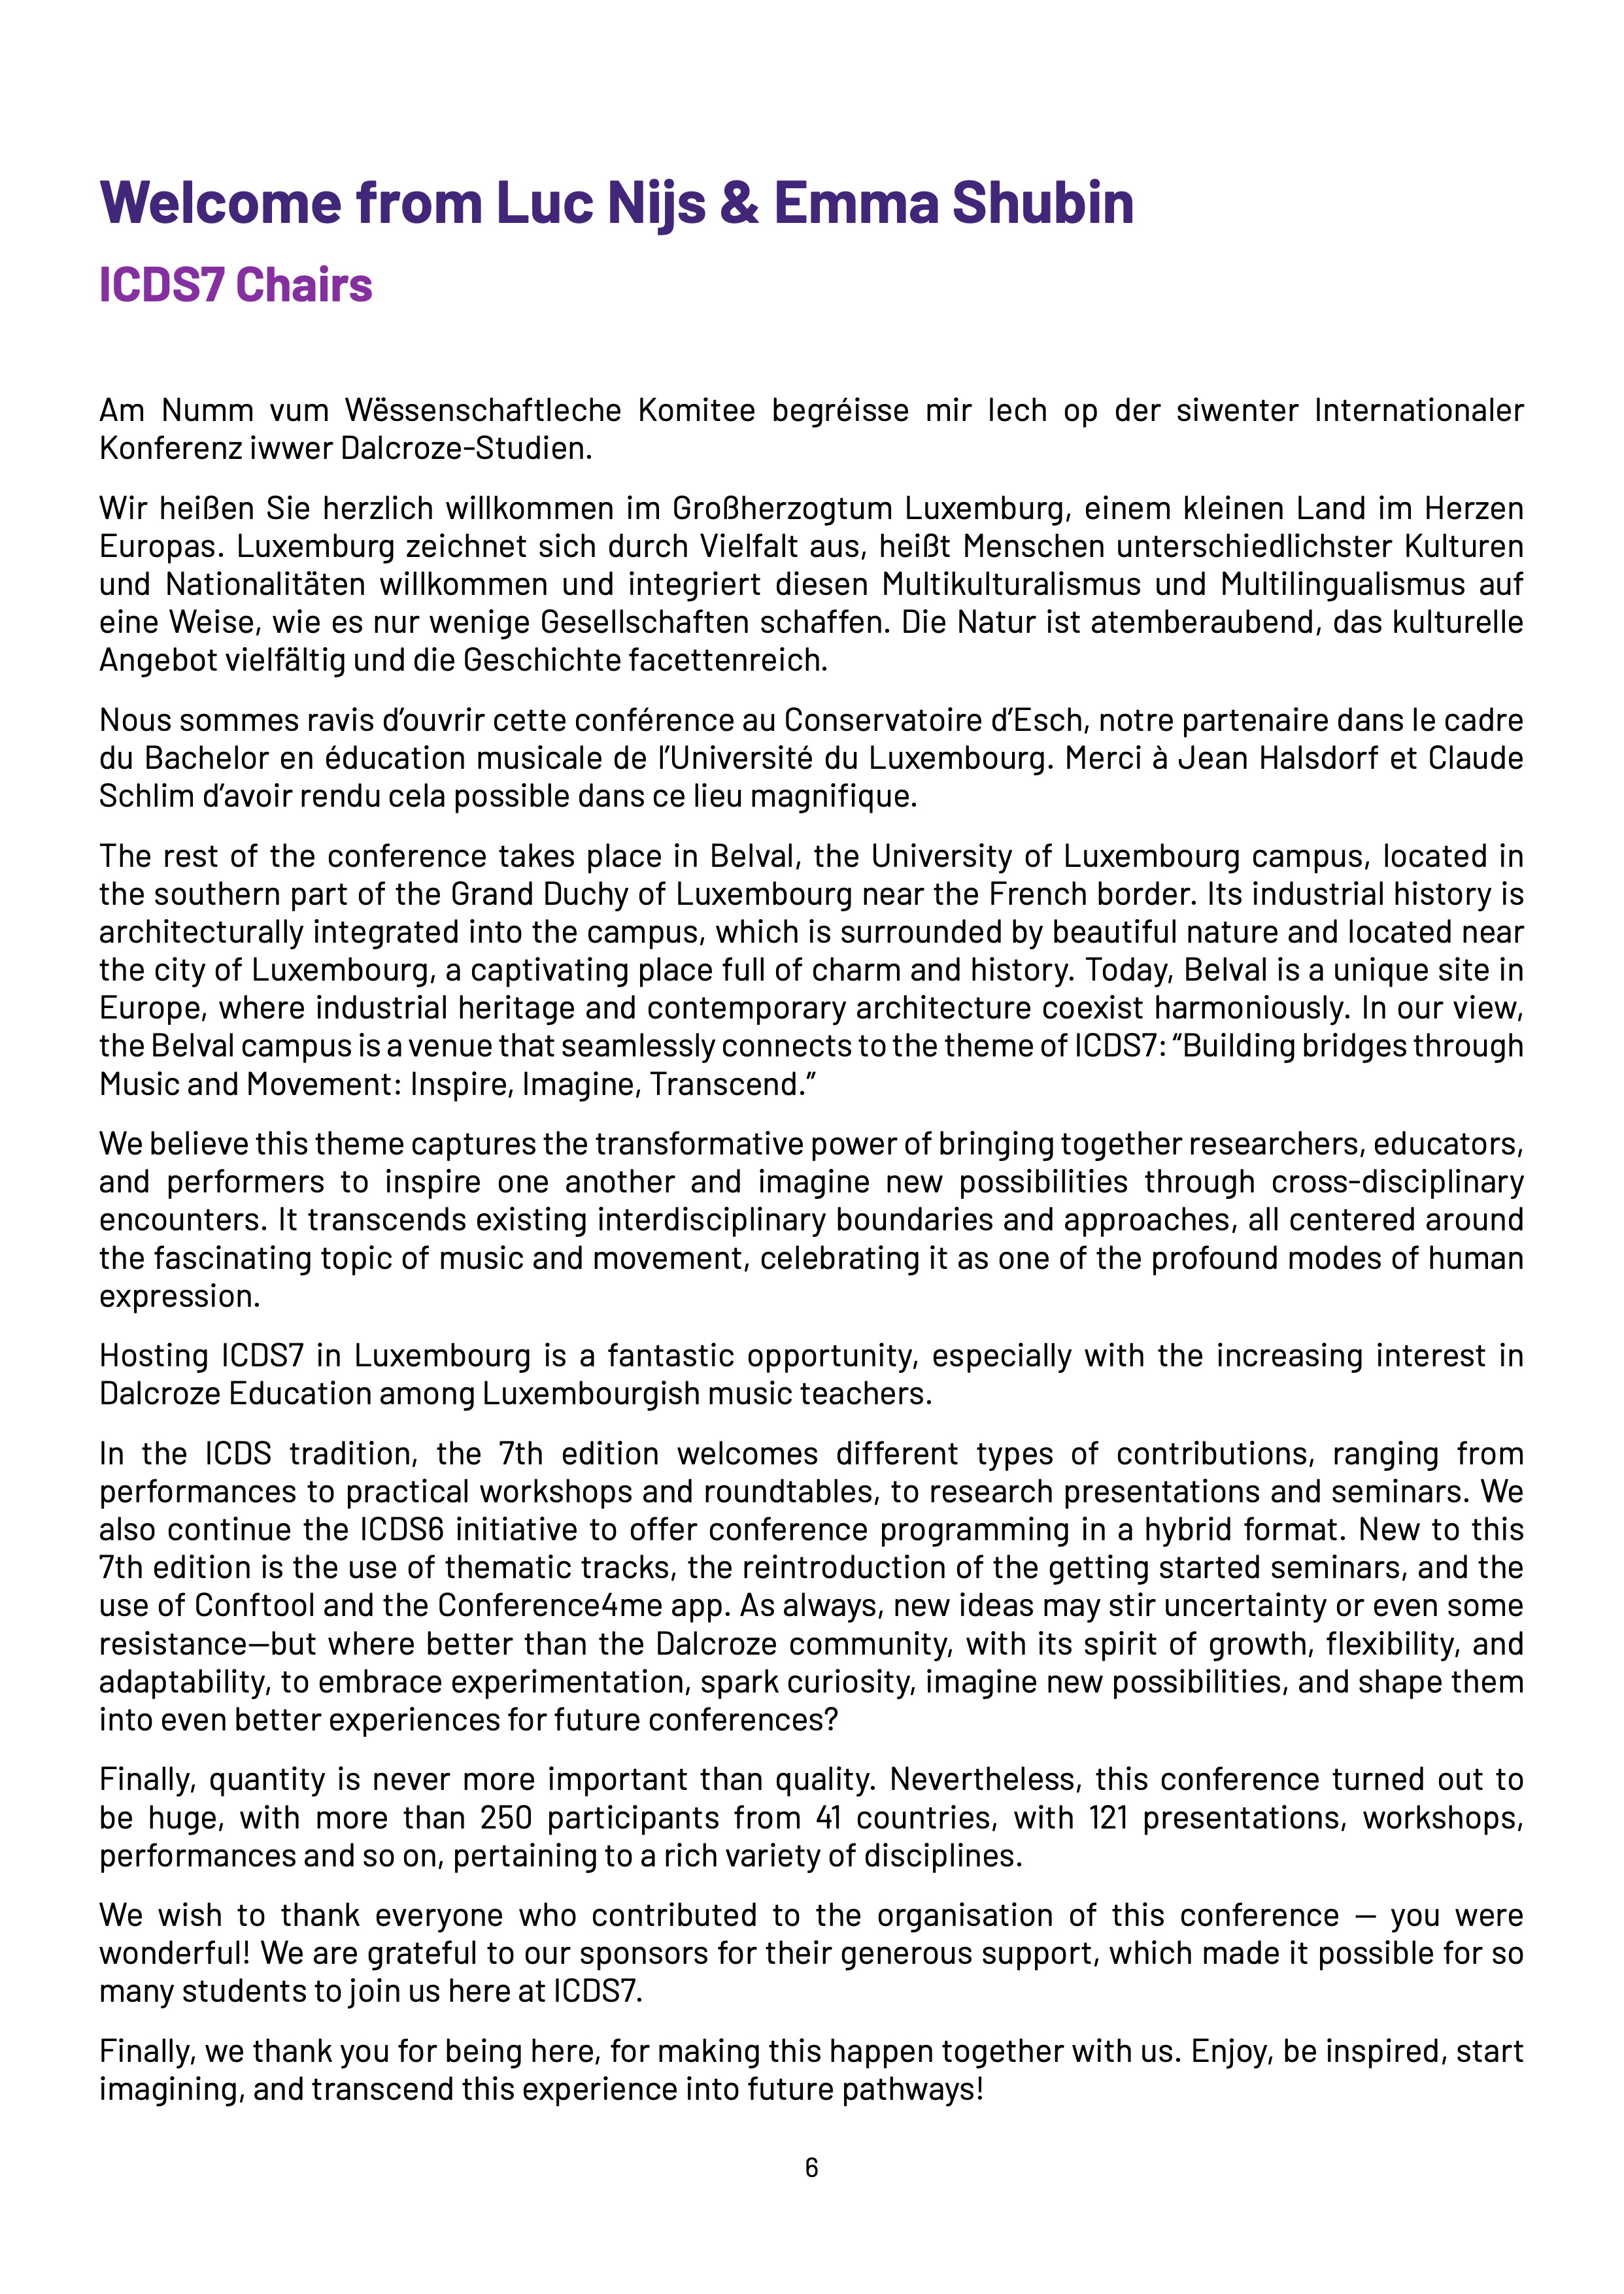 Welcome from Luc Nijs & Emma Shubin
ICDS7 Chairs
Am Numm vum Wëssenschaftleche Komitee begréisse mir Iech op der siwenter Internationaler
Konferenz iwwer Dalcroze-Studien.
Wir heißen Sie herzlich willkommen im Großherzogtum Luxemburg, einem kleinen Land im Herzen
Europas. Luxemburg zeichnet sich durch Vielfalt aus, heißt Menschen unterschiedlichster Kulturen
und Nationalitäten willkommen und integriert diesen Multikulturalismus und Multilingualismus auf
eine Weise, wie es nur wenige Gesellschaften schaffen. Die Natur ist atemberaubend, das kulturelle
Angebot vielfältig und die Geschichte facettenreich.
Nous sommes ravis d’ouvrir cette conférence au Conservatoire d’Esch, notre partenaire dans le cadre
du Bachelor en éducation musicale de l’Université du Luxembourg. Merci à Jean Halsdorf et Claude
Schlim d’avoir rendu cela possible dans ce lieu magnifique.
The rest of the conference takes place in Belval, the University of Luxembourg campus, located in
the southern part of the Grand Duchy of Luxembourg near the French border. Its industrial history is
architecturally integrated into the campus, which is surrounded by beautiful nature and located near
the city of Luxembourg, a captivating place full of charm and history. Today, Belval is a unique site in
Europe, where industrial heritage and contemporary architecture coexist harmoniously. In our view,
the Belval campus is a venue that seamlessly connects to the theme of ICDS7: “Building bridges through
Music and Movement: Inspire, Imagine, Transcend.”
We believe this theme captures the transformative power of bringing together researchers, educators,
and performers to inspire one another and imagine new possibilities through cross-disciplinary
encounters. It transcends existing interdisciplinary boundaries and approaches, all centered around
the fascinating topic of music and movement, celebrating it as one of the profound modes of human
expression.
Hosting ICDS7 in Luxembourg is a fantastic opportunity, especially with the increasing interest in
Dalcroze Education among Luxembourgish music teachers.
In the ICDS tradition, the 7th edition welcomes different types of contributions, ranging from
performances to practical workshops and roundtables, to research presentations and seminars. We
also continue the ICDS6 initiative to offer conference programming in a hybrid format. New to this
7th edition is the use of thematic tracks, the reintroduction of the getting started seminars, and the
use of Conftool and the Conference4me app. As always, new ideas may stir uncertainty or even some
resistance—but where better than the Dalcroze community, with its spirit of growth, flexibility, and
adaptability, to embrace experimentation, spark curiosity, imagine new possibilities, and shape them
into even better experiences for future conferences?
Finally, quantity is never more important than quality. Nevertheless, this conference turned out to
be huge, with more than 250 participants from 41 countries, with 121 presentations, workshops,
performances and so on, pertaining to a rich variety of disciplines.
We wish to thank everyone who contributed to the organisation of this conference – you were
wonderful! We are grateful to our sponsors for their generous support, which made it possible for so
many students to join us here at ICDS7.
Finally, we thank you for being here, for making this happen together with us. Enjoy, be inspired, start
imagining, and transcend this experience into future pathways!
6